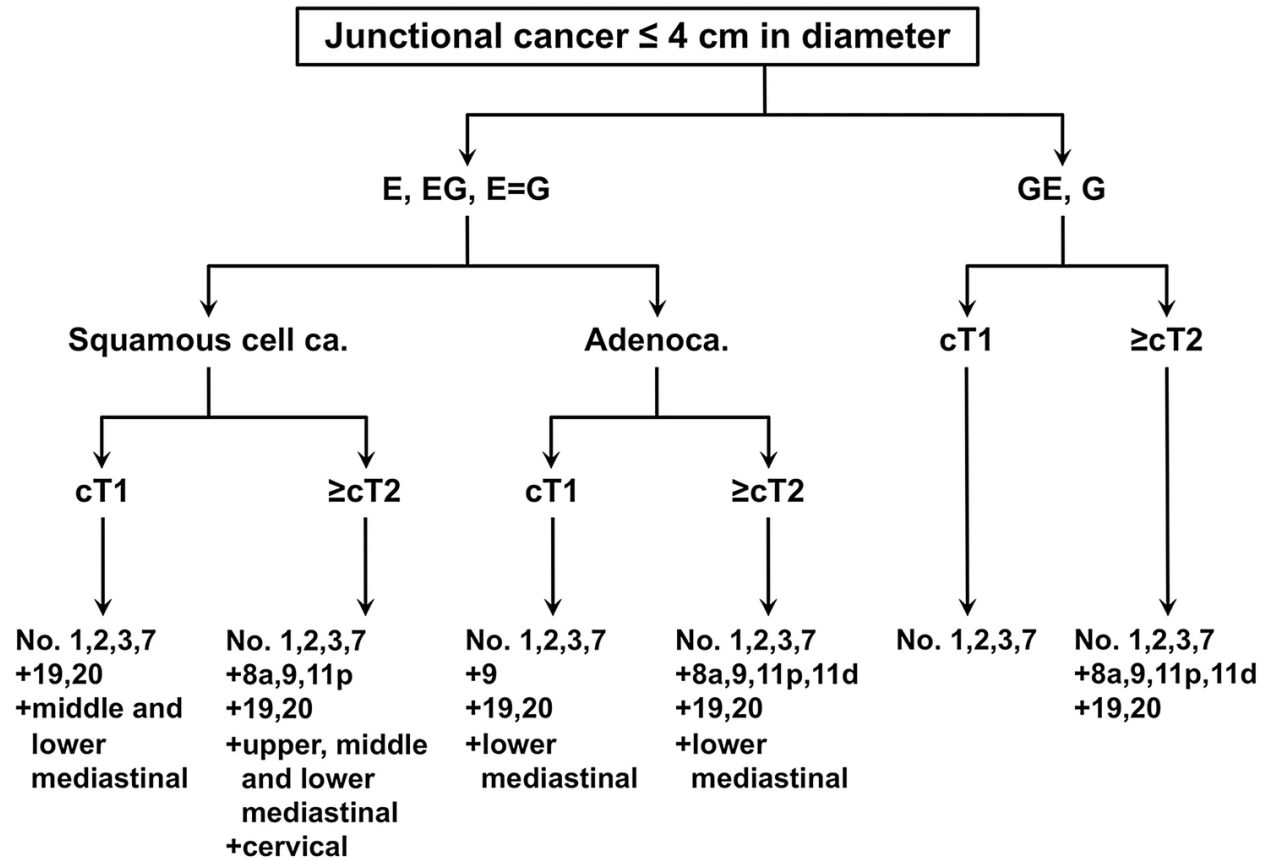 Junctional cancer ≤ 4 cm in diameter
E, EG, E=G
GE, G
Squamous cell ca.
Adenoca.
cT1
≥cT2
cT1
≥cT2
cT1
≥cT2
No. 1,2,3,7
+19,20
+middle and
lower
mediastinal
No. 1,2,3,7
+8a,9,11p
+19,20
+upper, middle
and lower
mediastinal
+cervical
No. 1,2,3,7
+9
+19,20
+lower
mediastinal
No. 1,2,3,7
+8a,9,11p,11d
+19,20
+lower
mediastinal
No. 1,2,3,7
No. 1,2,3,7
+8a,9,11p,11d
+19,20